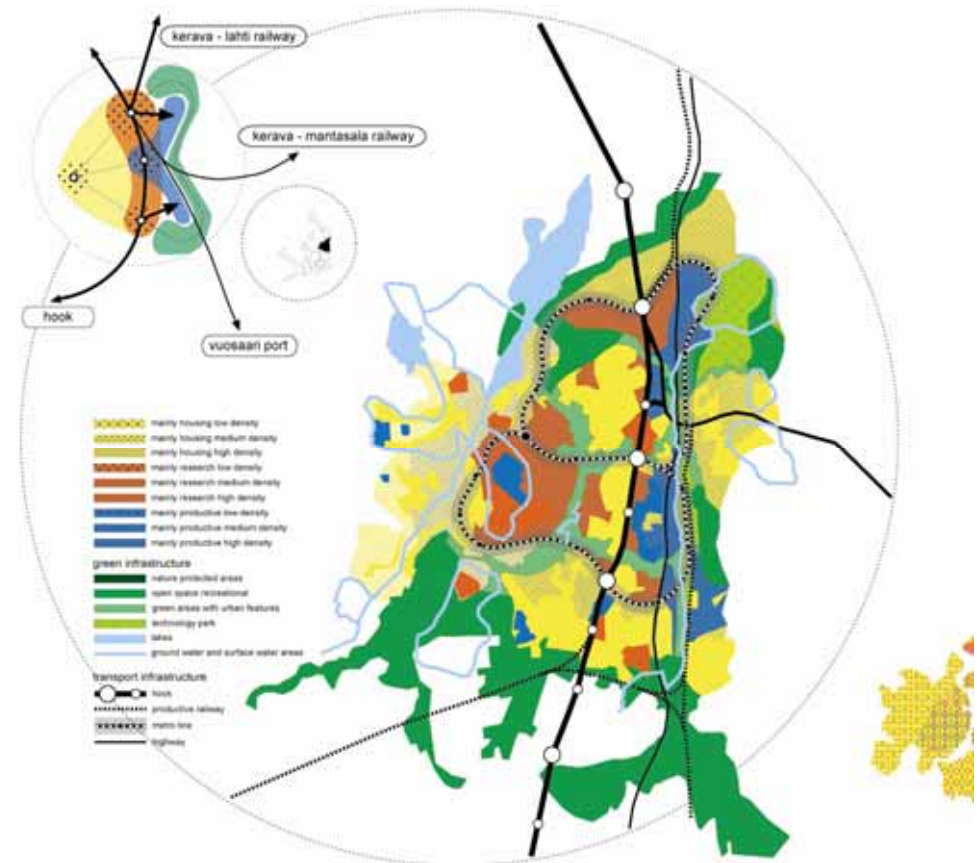 kerava - lahti railway
kerava - mantasala railway
hook
vuosaari port
mainly housing low density
mainly housing medium density
mainly housing high density
mainly research low density
mainly research medium density
mainly research high density
mainly productive low density
mainly productive medium density
mainly productive high density
green infrastructure
nature protected areas
open space recreational
green areas with urban features
technology park
lakes
ground water and surface water areas
transport infrastructure
hook
productive railway
metro line
highway